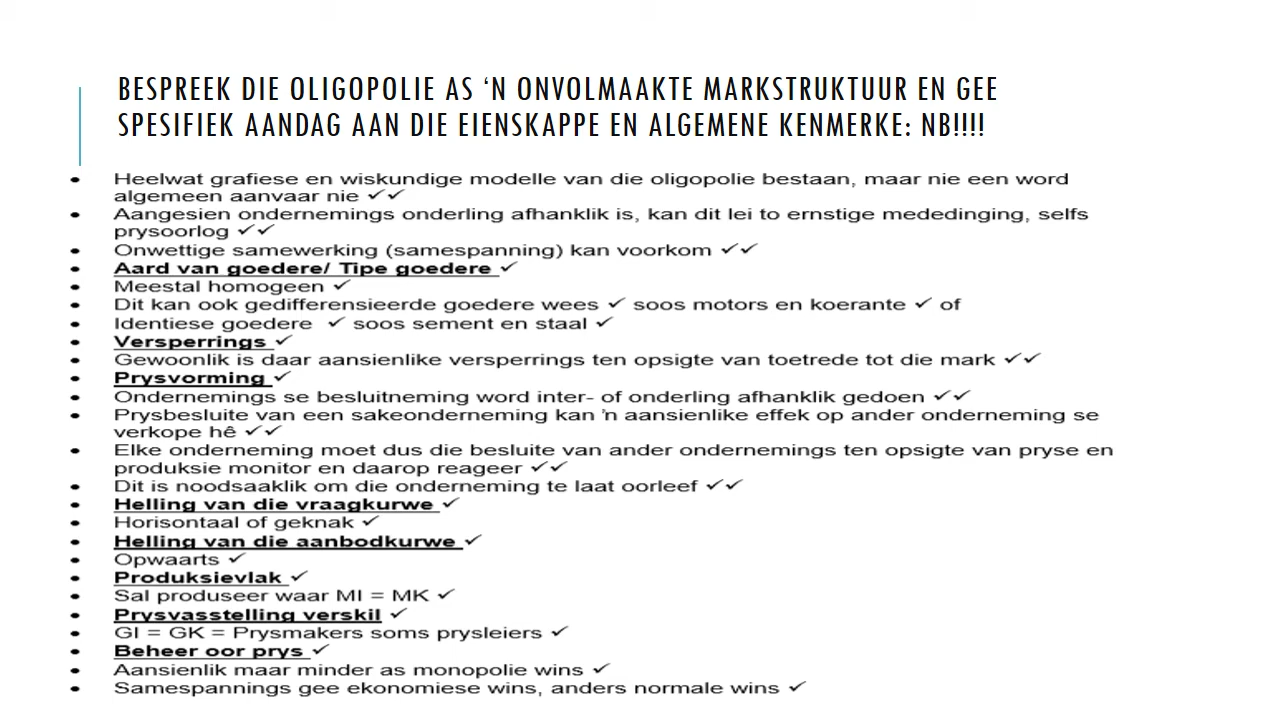 BESPREEK DIE OLIGOPOLIE AS ‘N ONVOLMAAKTE MARKSTRUKTUUR EN GEE
SPESIFIEK AANDAG AAN DIE EIENSKAPPE EN ALGEMENE KENMERKE: NB!!!!
• Heelwat grafiese en wiskundige modelle van die oligopolie bestaan, maar nie een word
algemeen aanvaar nie ✓✓
• Aangesien ondernemings onderling afhanklik is, kan dit lei to ernstige mededinging, selfs
prysoorlog ✓✓
• Onwettige samewerking (samespanning) kan voorkom ✓✓
• Aard van goedere/ Tipe goedere ✓
• Meestal homogeen ✓
• Dit kan ook gedifferensieerde goedere wees ✓ soos motors en koerante ✓ of
• Identiese goedere ✓ soos sement en staal ✓
• Versperrings ✓
• Gewoonlik is daar aansienlike versperrings ten opsigte van toetrede tot die mark ✓✓
• Prysvorming ✓
• Ondernemings se besluitneming word inter- of onderling afhanklik gedoen ✓✓
• Prysbesluite van een sakeonderneming kan 'n aansienlike effek op ander onderneming se
verkope hê ✓✓
• Elke onderneming moet dus die besluite van ander ondernemings ten opsigte van pryse en
produksie monitor en daarop reageer ✓✓
• Dit is noodsaaklik om die onderneming te laat oorleef ✓✓
• Helling van die vraagkurwe ✓
• Horisontaal of geknak ✓
• Helling van die aanbodkurwe ✓
• Opwaarts ✓
• Produksievlak ✓
• Sal produseer waar MI = MK ✓
• Prysvasstelling verskil ✓
• GI = GK = Prysmakers soms prysleiers ✓
• Beheer oor prys ✓
• Aansienlik maar minder as monopolie wins ✓
• Samespannings gee ekonomiese wins, anders normale wins ✓